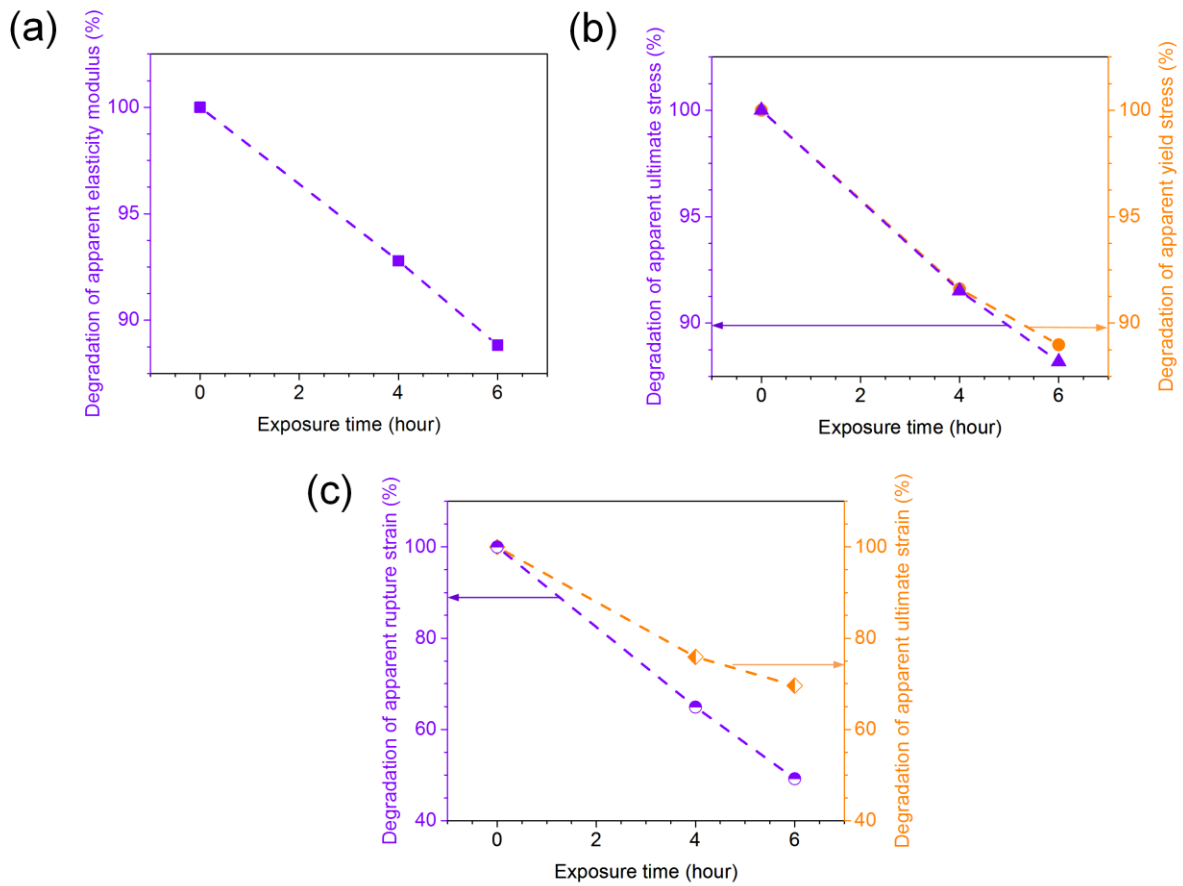 (a)
Degradation of apparent elasticity modulus (%)
100
95
90
0 2 4 6
Exposure time (hour)
(b)
Degradation of apparent ultimate stress (%)
100
95
90
100
95
90
Degradation of apparent yield stress (%)
0 2 4 6
Exposure time (hour)
(c)
Degradation of apparent rupture strain (%)
100
80
60
40
100
80
60
40
Degradation of apparent ultimate strain (%)
0 2 4 6
Exposure time (hour)